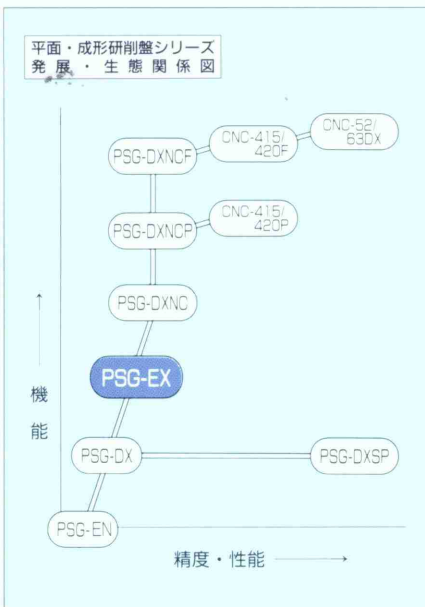 平面・成形研削盤シリーズ
発展・生態関係図
PSG-DXNCF
CNC-415/
420F
CNC-52/
63DX
PSG-DXNCP
CNC-415/
420P
PSG-DXNC
PSG-EX
PSG-DX
PSG-DXSP
PSG-EN
↑
機
能
精度・性能 →